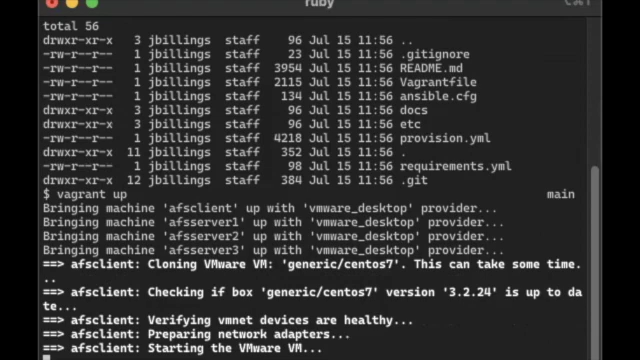 ruby
total 56
drwxr-xr-x 3 jbillings staff 96 Jul 15 11:56 ..
-rw-r--r-- 1 jbillings staff 23 Jul 15 11:56 .gitignore
-rw-r--r-- 1 jbillings staff 3954 Jul 15 11:56 README.md
-rw-r--r-- 1 jbillings staff 2115 Jul 15 11:56 Vagrantfile
-rw-r--r-- 1 jbillings staff 134 Jul 15 11:56 ansible.cfg
drwxr-xr-x 3 jbillings staff 96 Jul 15 11:56 docs
drwxr-xr-x 3 jbillings staff 96 Jul 15 11:56 etc
-rw-r--r-- 1 jbillings staff 4218 Jul 15 11:56 provision.yml
drwxr-xr-x 11 jbillings staff 352 Jul 15 11:56 .
-rw-r--r-- 1 jbillings staff 98 Jul 15 11:56 requirements.yml
drwxr-xr-x 12 jbillings staff 384 Jul 15 11:56 .git
$ vagrant up main
Bringing machine 'afsclient' up with 'vmware_desktop' provider...
Bringing machine 'afsserver1' up with 'vmware_desktop' provider...
Bringing machine 'afsserver2' up with 'vmware_desktop' provider...
Bringing machine 'afsserver3' up with 'vmware_desktop' provider...
==> afsclient: Cloning VMware VM: 'generic/centos7'. This can take some time.
..
==> afsclient: Checking if box 'generic/centos7' version '3.2.24' is up to da
te...
==> afsclient: Verifying vmnet devices are healthy...
==> afsclient: Preparing network adapters...
==> afsclient: Starting the VMware VM...